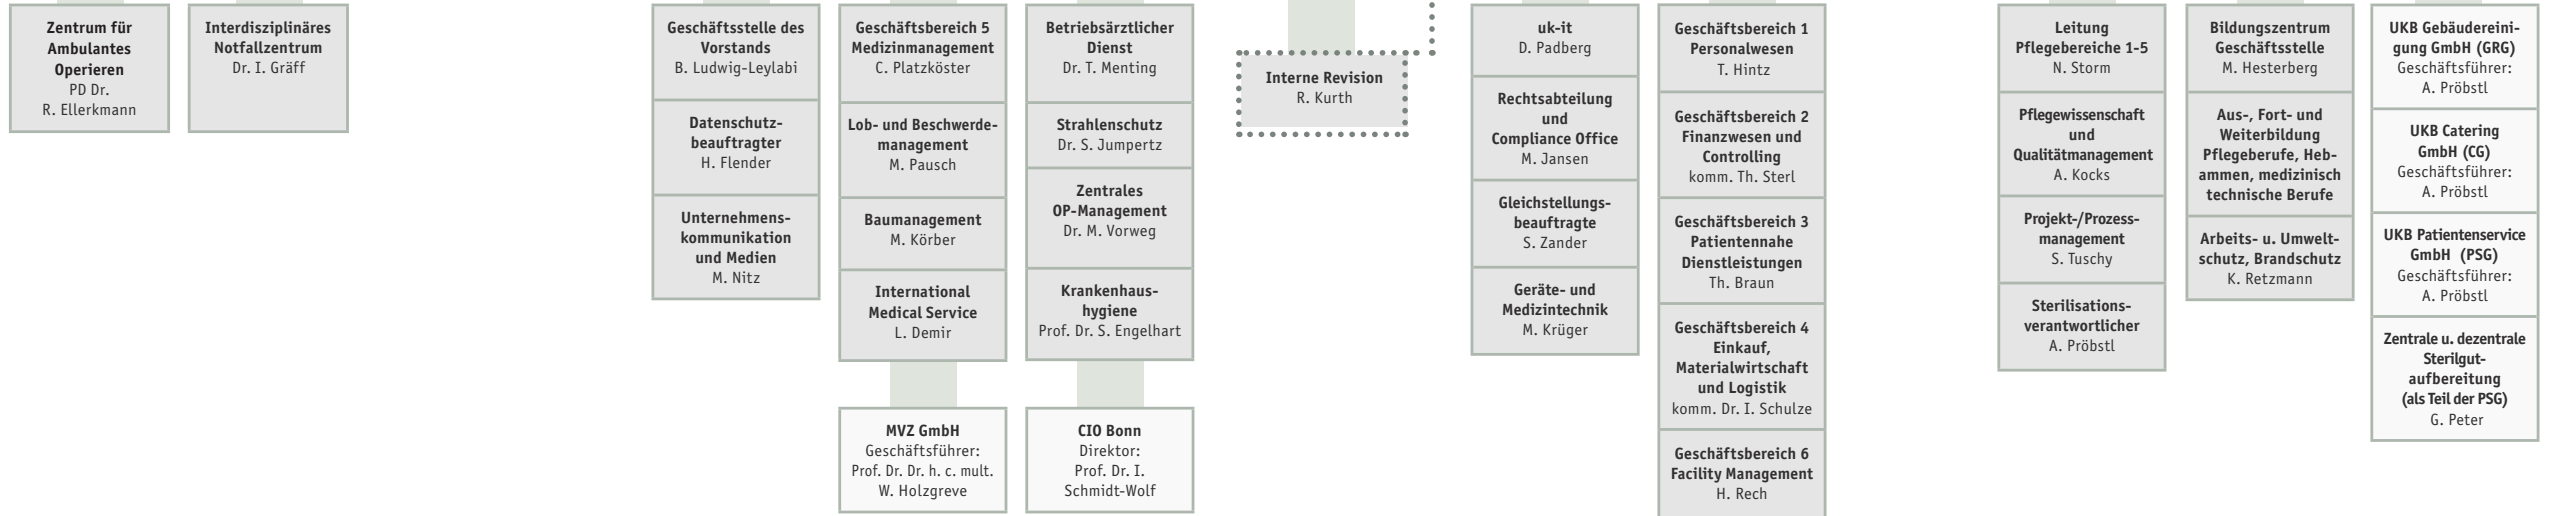 Zentrum für
Ambulantes
Operieren
PD Dr.
R. Ellerkmann
Interdisziplinäres
Notfallzentrum
Dr. I. Gräff
Geschäftsstelle des
Vorstands
B. Ludwig-Leylabi
Datenschutz-
beauftragter
H. Flender
Unternehmens-
kommunikation
und Medien
M. Nitz
Geschäftsbereich 5
Medizinmanagement
C. Platzköster
Lob- und Beschwerde-
management
M. Pausch
Baumanagement
M. Körber
International
Medical Service
L. Demir
MVZ GmbH
Geschäftsführer:
Prof. Dr. Dr. h. c. mult.
W. Holzgreve
Betriebsärztlicher
Dienst
Dr. T. Menting
Strahlenschutz
Dr. S. Jumpertz
Zentrales
OP-Management
Dr. M. Vorweg
Krankenhaus-
hygiene
Prof. Dr. S. Engelhart
CIO Bonn
Direktor:
Prof. Dr. I.
Schmidt-Wolf
Interne Revision
R. Kurth
uk-it
D. Padberg
Rechtsabteilung
und
Compliance Office
M. Jansen
Gleichstellungs-
beauftragte
S. Zander
Geräte- und
Medizintechnik
M. Krüger
Geschäftsbereich 1
Personalwesen
T. Hintz
Geschäftsbereich 2
Finanzwesen und
Controlling
komm. Th. Sterl
Geschäftsbereich 3
Patientennahe
Dienstleistungen
Th. Braun
Geschäftsbereich 4
Einkauf,
Materialwirtschaft
und Logistik
komm. Dr. I. Schulze
Geschäftsbereich 6
Facility Management
H. Rech
Leitung
Pflegebereiche 1-5
N. Storm
Pflegewissenschaft
und
Qualitätmanagement
A. Kocks
Projekt-/Prozess-
management
S. Tuschy
Sterilisations-
verantwortlicher
A. Pröbstl
Bildungszentrum
Geschäftsstelle
M. Hesterberg
Aus-, Fort- und
Weiterbildung
Pflegeberufe, Heb-
ammen, medizinisch
technische Berufe
Arbeits- u. Umwelt-
schutz, Brandschutz
K. Retzmann
UKB Gebäudereini-
gung GmbH (GRG)
Geschäftsführer:
A. Pröbstl
UKB Catering
GmbH (CG)
Geschäftsführer:
A. Pröbstl
UKB Patientenservice
GmbH (PSG)
Geschäftsführer:
A. Pröbstl
Zentrale u. dezentrale
Sterilgut-
aufbereitung
(als Teil der PSG)
G. Peter